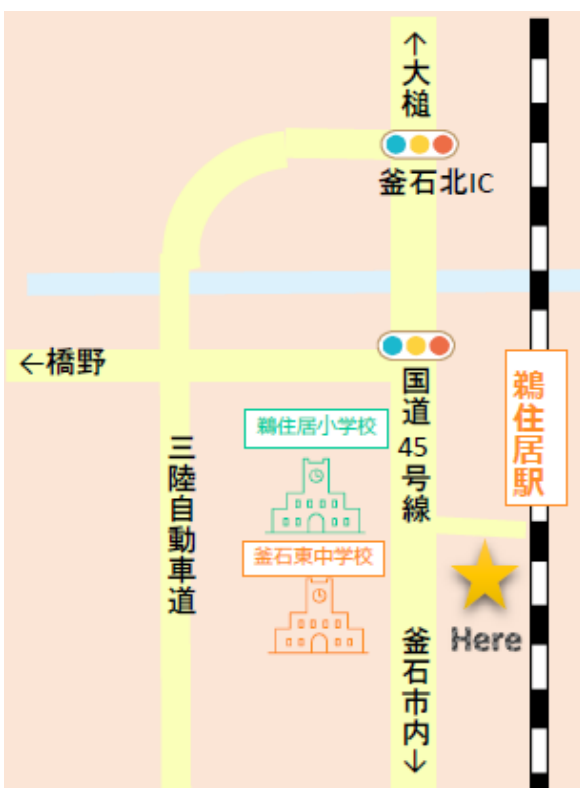 ↑大槌
釜石北IC
←橋野
国道45号線
鵜住居駅
鵜住居小学校
三陸自動車道
釜石東中学校
Here
釜石市内↓